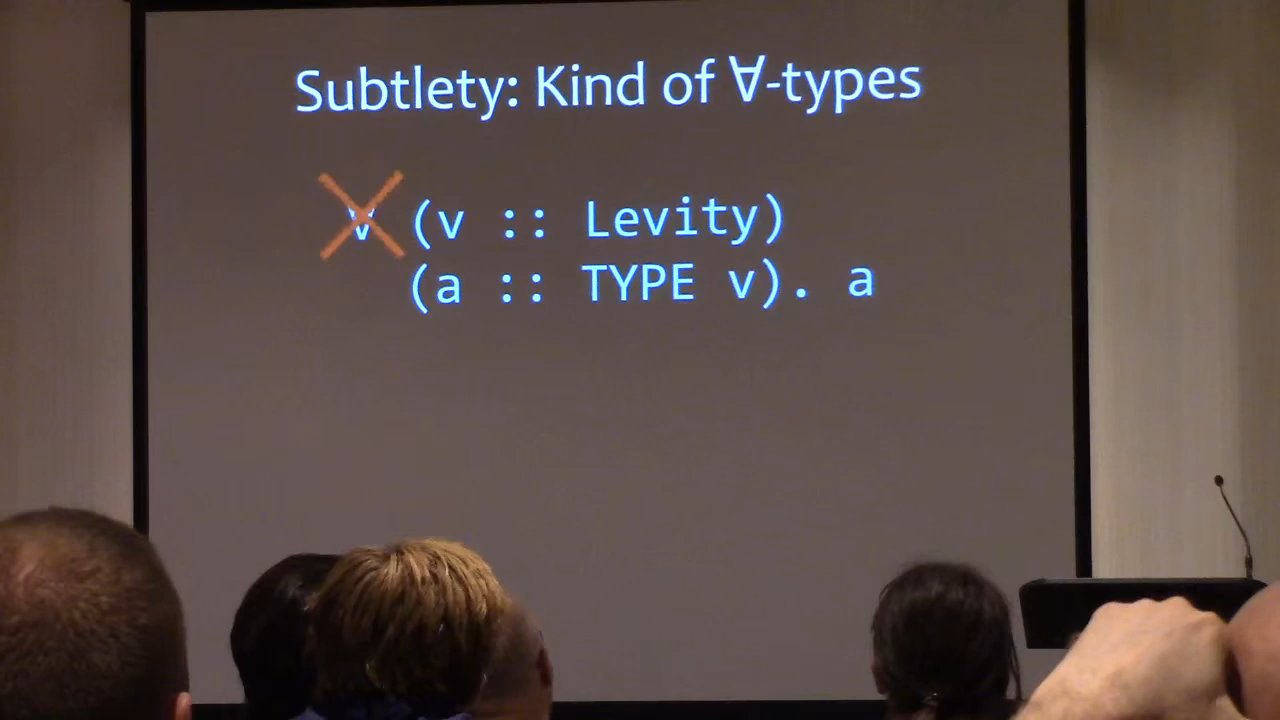 Subtlety: Kind of ∀-types
∀ (v :: Levity)
(a :: TYPE v). a